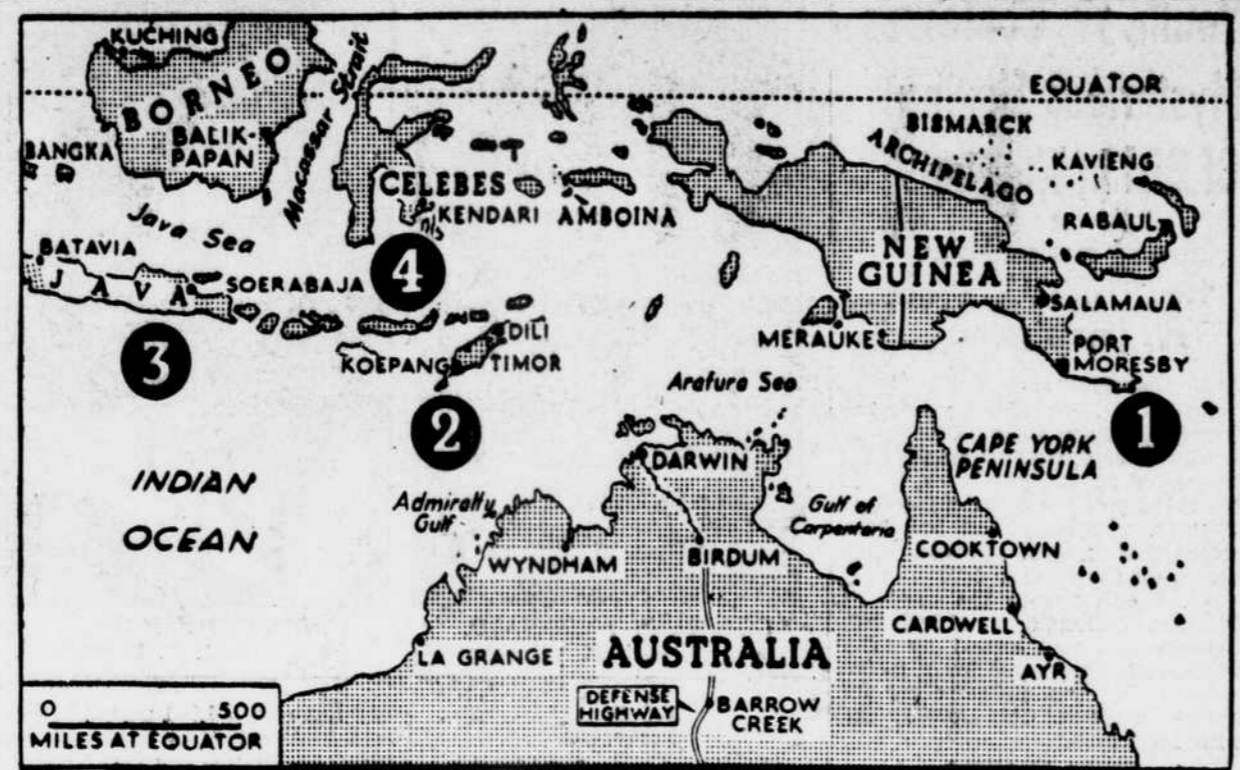 KUCHING
BORNEO
BALIK-
PAPAN
Macassar Strait
EQUATOR
BISMARCK
ARCHIPELAGO
KAVIENG
RABAUL
BANGKA
CELEBES
KENDARI
AMBOINA
Java Sea
BATAVIA
JAVA
SOERABAJA
4
NEW
GUINEA
SALAMAUA
MERAUKE
PORT
MORESBY
DILI
KOEPANG
TIMOR
3
2
1
Arafura Sea
CAPE YORK
PENINSULA
DARWIN
INDIAN
OCEAN
Admiralty
Gulf
Gulf of
Carpentaria
WYNDHAM
BIRDUM
COOKTOWN
CARDWELL
LA GRANGE
AUSTRALIA
AYR
DEFENSE
HIGHWAY
BARROW
CREEK
0 500
MILES AT EQUATOR